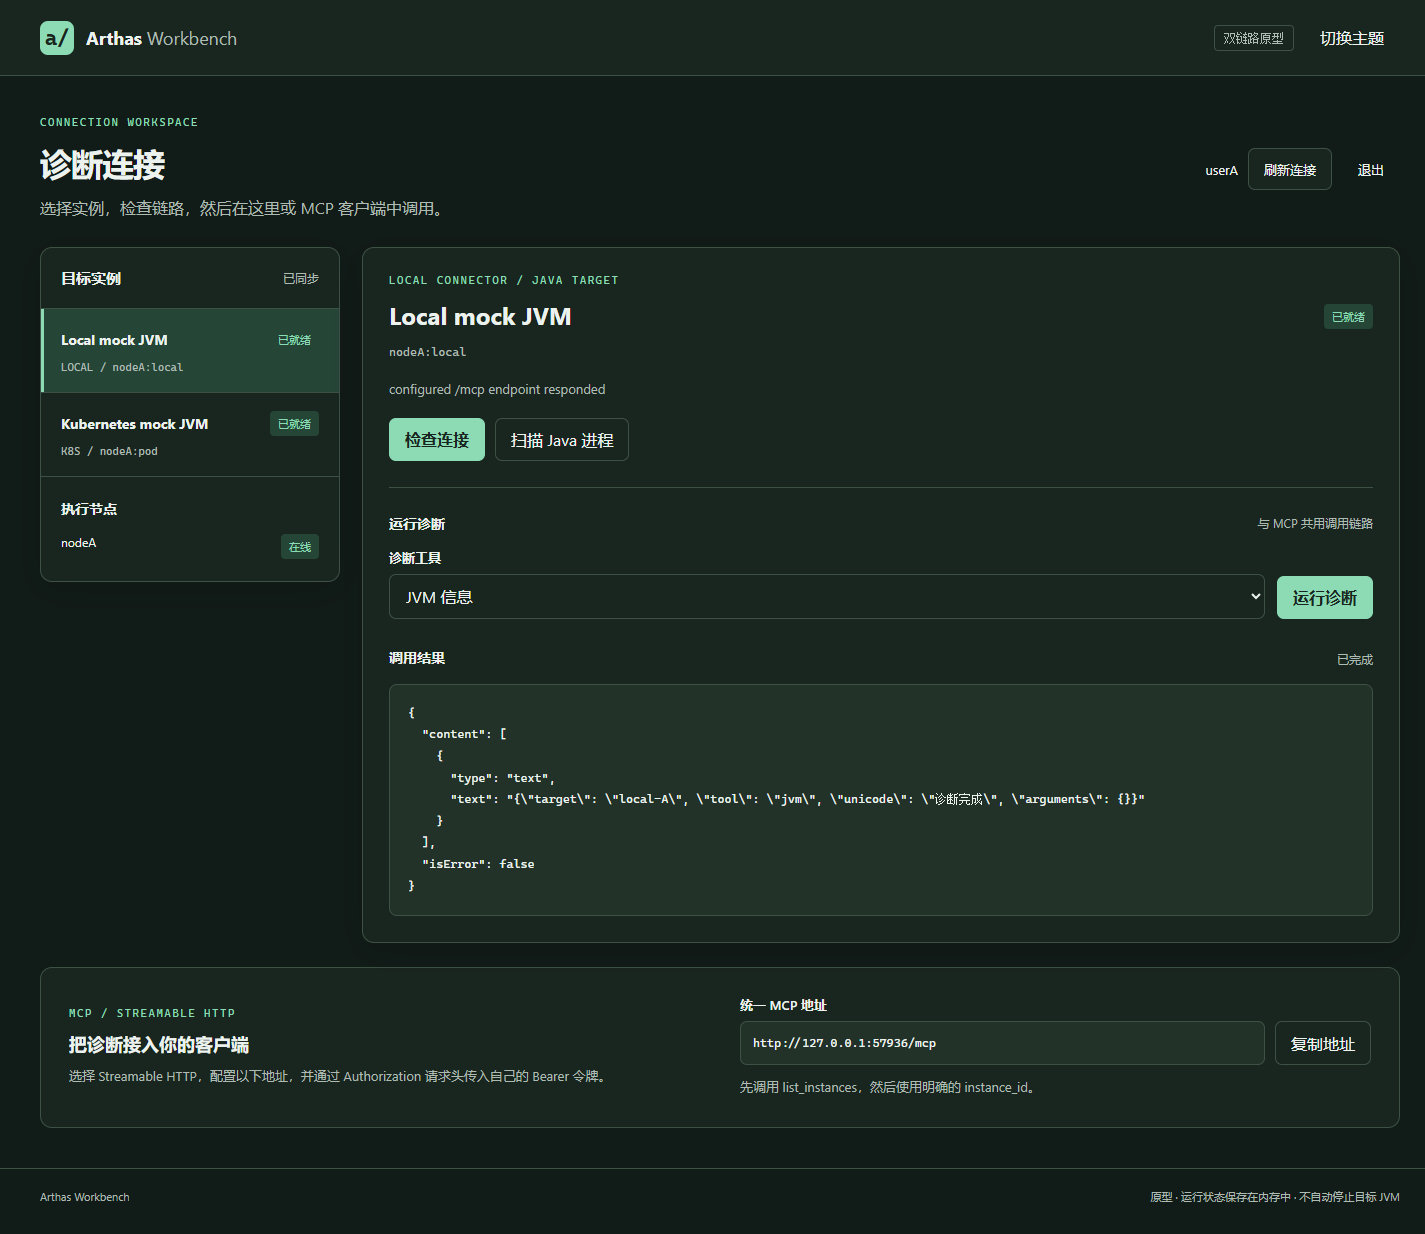 a/ Arthas Workbench
双链路原型
切换主题
CONNECTION WORKSPACE
诊断连接
选择实例，检查链路，然后在这里或 MCP 客户端中调用。
userA
刷新连接
退出
目标实例
已同步
Local mock JVM
已就绪
LOCAL / nodeA:local
Kubernetes mock JVM
已就绪
K8S / nodeA:pod
执行节点
nodeA
在线
LOCAL CONNECTOR / JAVA TARGET
Local mock JVM
已就绪
nodeA:local
configured /mcp endpoint responded
检查连接
扫描 Java 进程
运行诊断
与 MCP 共用调用链路
诊断工具
JVM 信息
运行诊断
调用结果
已完成
{
  "content": [
    {
      "type": "text",
      "text": "{\"target\": \"local-A\", \"tool\": \"jvm\", \"unicode\": \"诊断完成\", \"arguments\": {}}"
    }
  ],
  "isError": false
}
MCP / STREAMABLE HTTP
把诊断接入你的客户端
选择 Streamable HTTP，配置以下地址，并通过 Authorization 请求头传入自己的 Bearer 令牌。
统一 MCP 地址
http://127.0.0.1:57936/mcp
复制地址
先调用 list_instances，然后使用明确的 instance_id。
Arthas Workbench
原型 · 运行状态保存在内存中 · 不自动停止目标 JVM